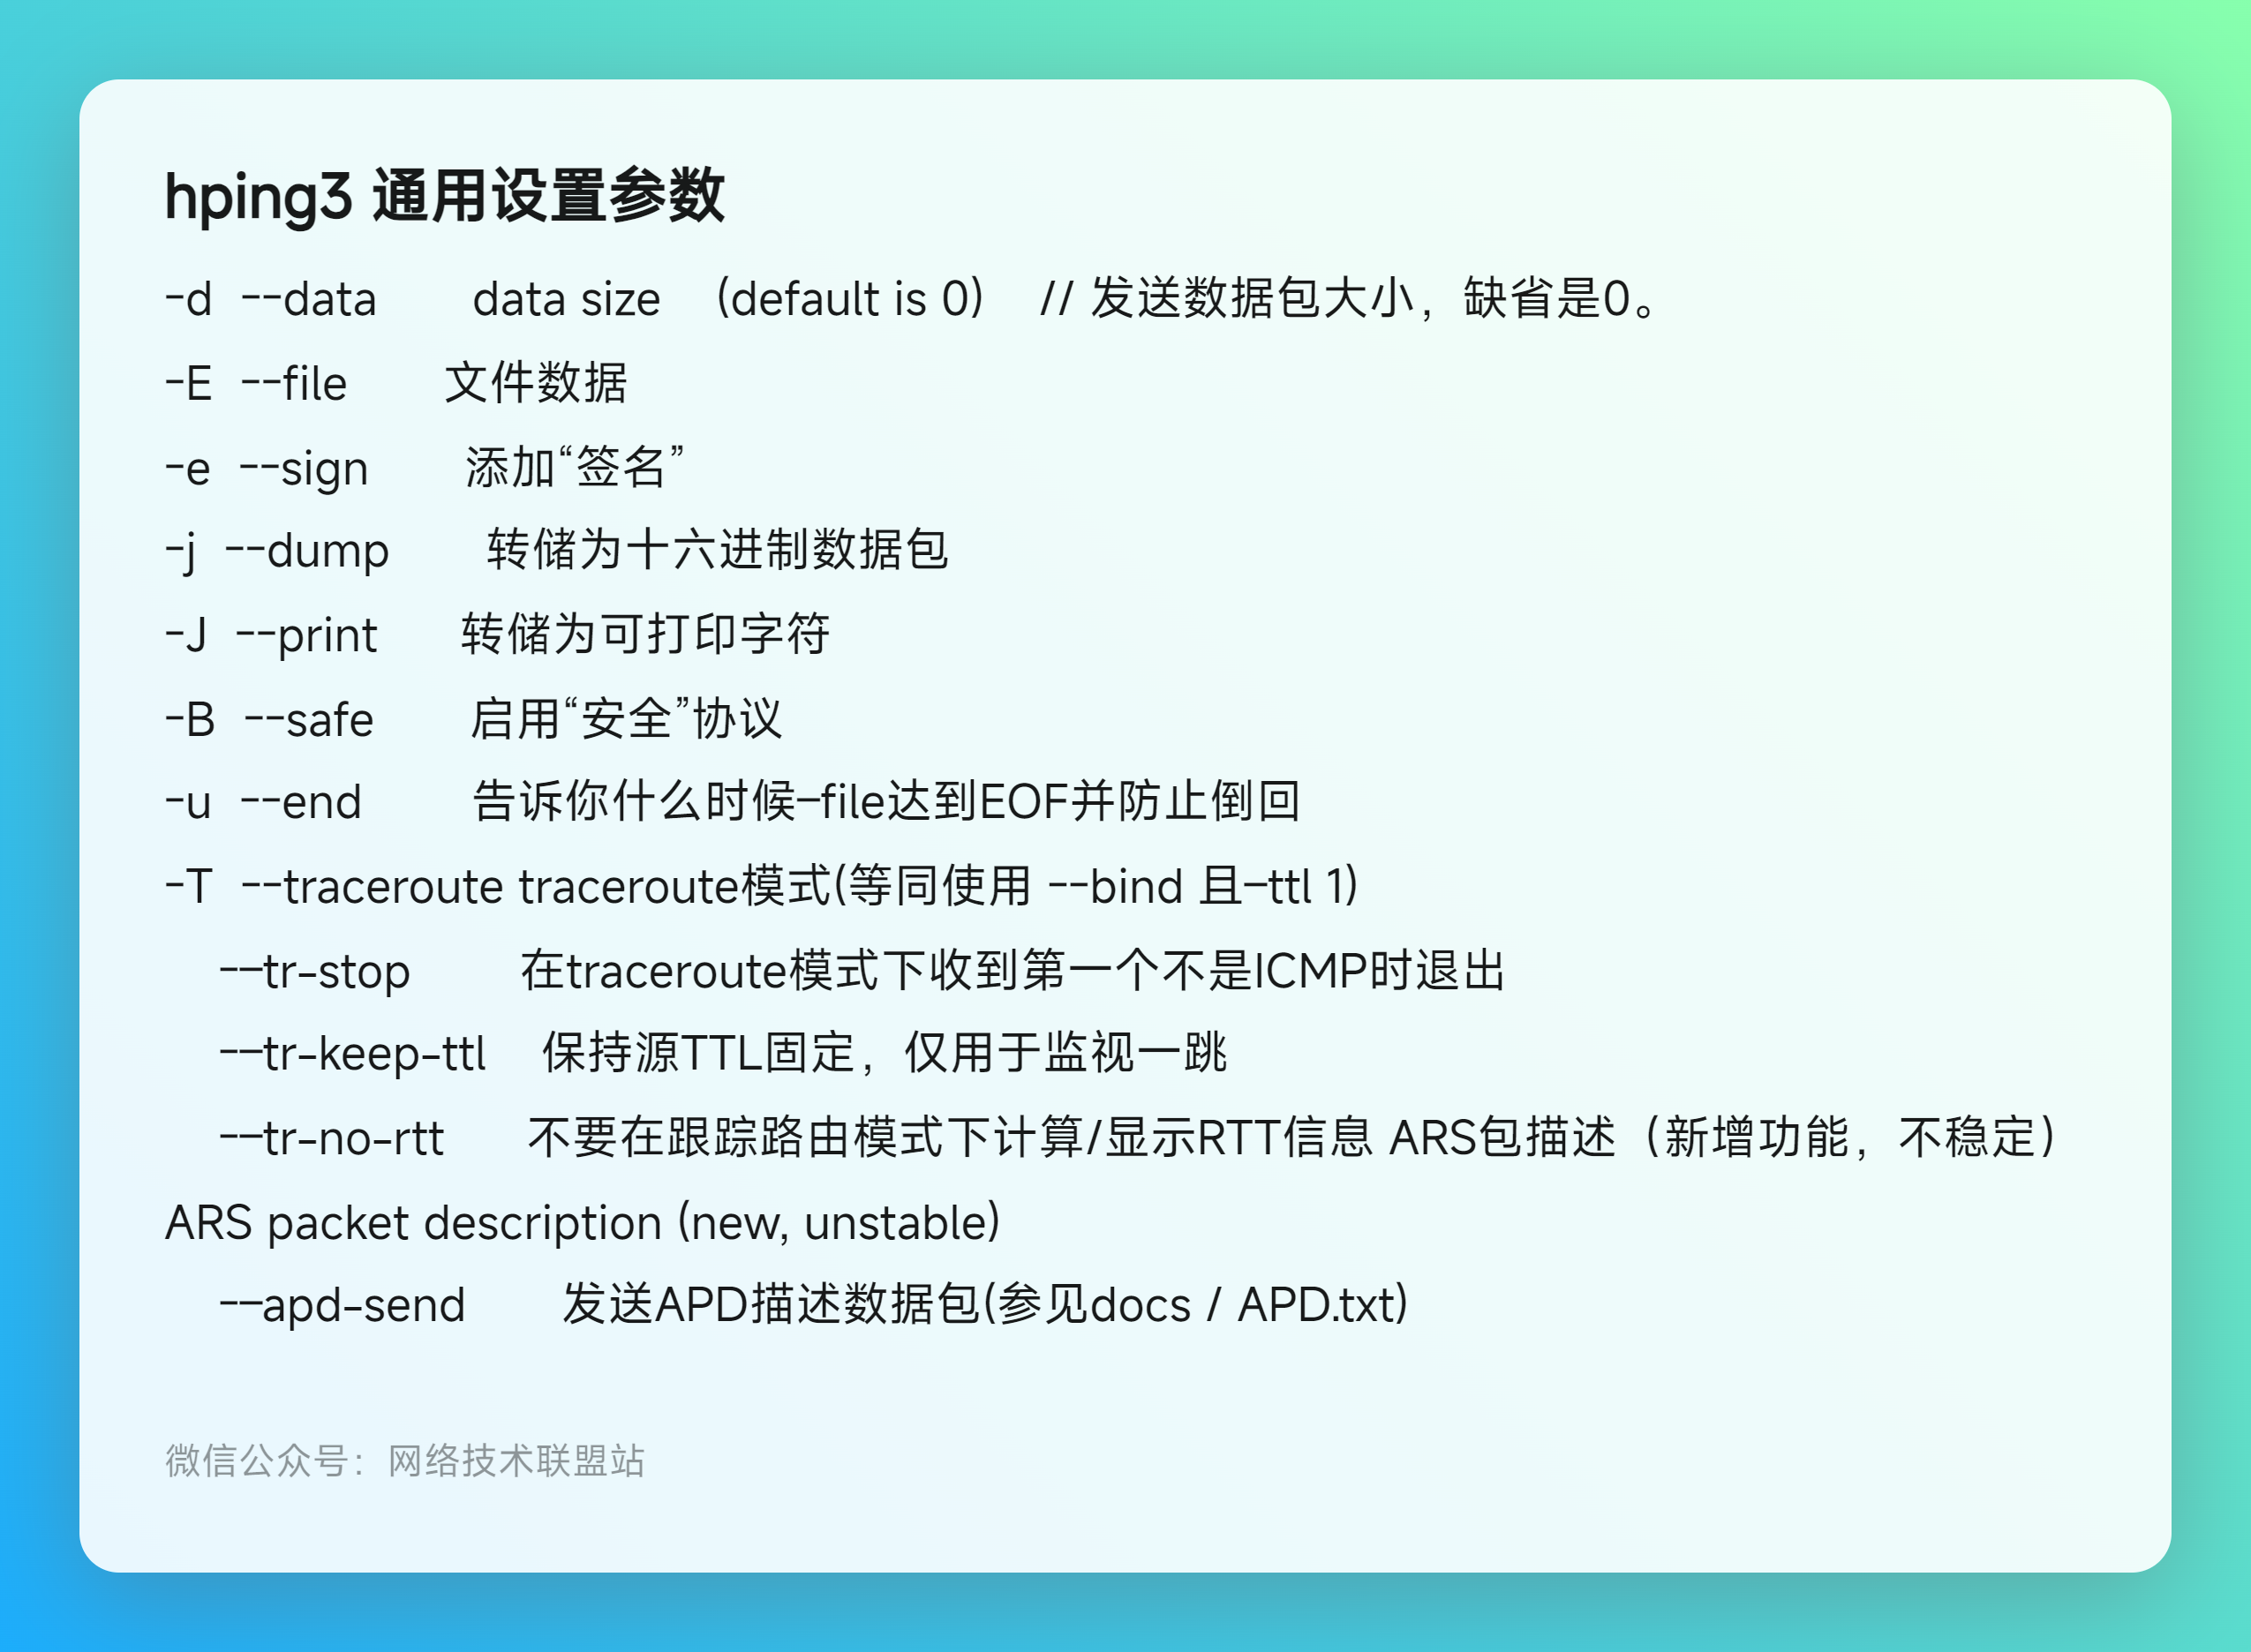 hping3 通用设置参数
-d --data data size (default is 0) // 发送数据包大小，缺省是0。
-E --file 文件数据
-e --sign 添加“签名”
-j --dump 转储为十六进制数据包
-J --print 转储为可打印字符
-B --safe 启用“安全”协议
-u --end 告诉你什么时候–file达到EOF并防止倒回
-T --traceroute traceroute模式(等同使用 --bind 且–ttl 1)
--tr-stop 在traceroute模式下收到第一个不是ICMP时退出
--tr-keep-ttl 保持源TTL固定，仅用于监视一跳
--tr-no-rtt 不要在跟踪路由模式下计算/显示RTT信息 ARS包描述（新增功能，不稳定）
ARS packet description (new, unstable)
--apd-send 发送APD描述数据包(参见docs / APD.txt)
微信公众号：网络技术联盟站